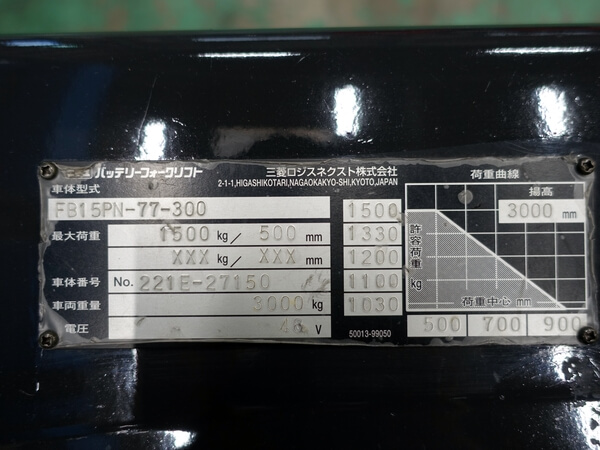 バッテリーフォークリフト
三菱ロジスネクスト株式会社
2-1-1,HIGASHIKOTARI,NAGAOKAKYO-SHI,KYOTO,JAPAN
車体型式
FB15PN-77-300
最大荷重
1500 kg/ 500 mm
XXX kg/ XXX mm
車体番号
No. 221E-27150
車両重量
3000 kg
電圧
48 V
50013-99050
荷重曲線
揚高
3000 mm
1500
1330
1200
1100
1030
許容荷重 kg
荷重中心 mm
500 700 900